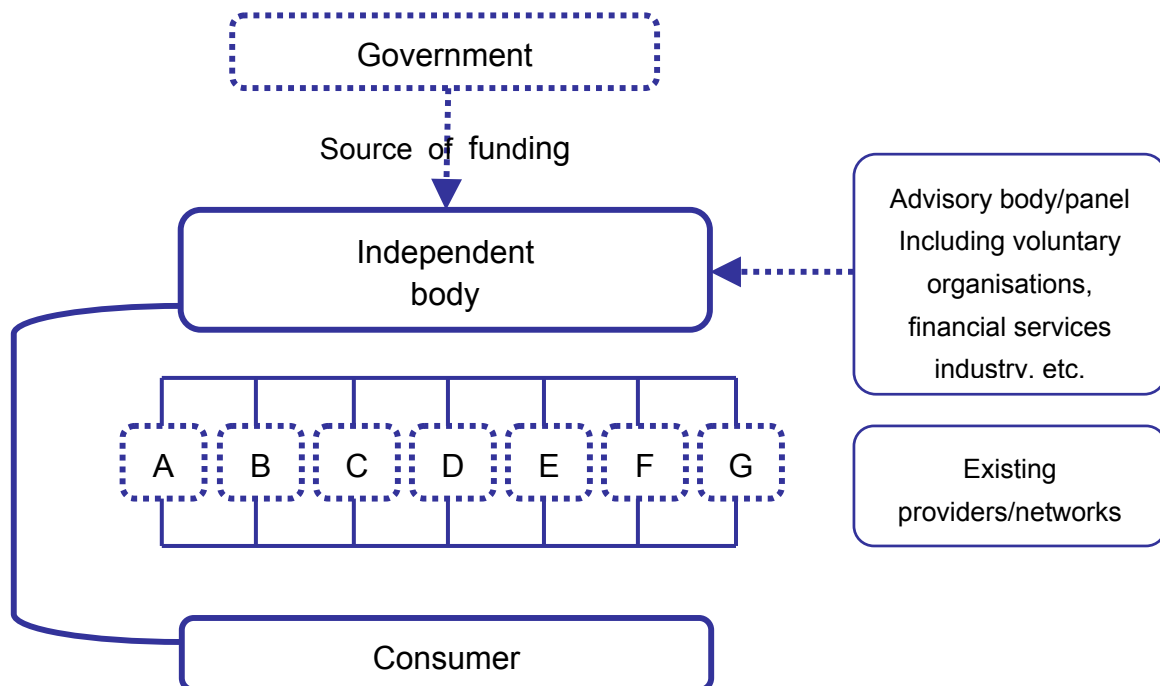 Government
Source of funding
Independent
body
Advisory body/panel
Including voluntary
organisations,
financial services
industry, etc.
A B C D E F G
Existing
providers/networks
Consumer